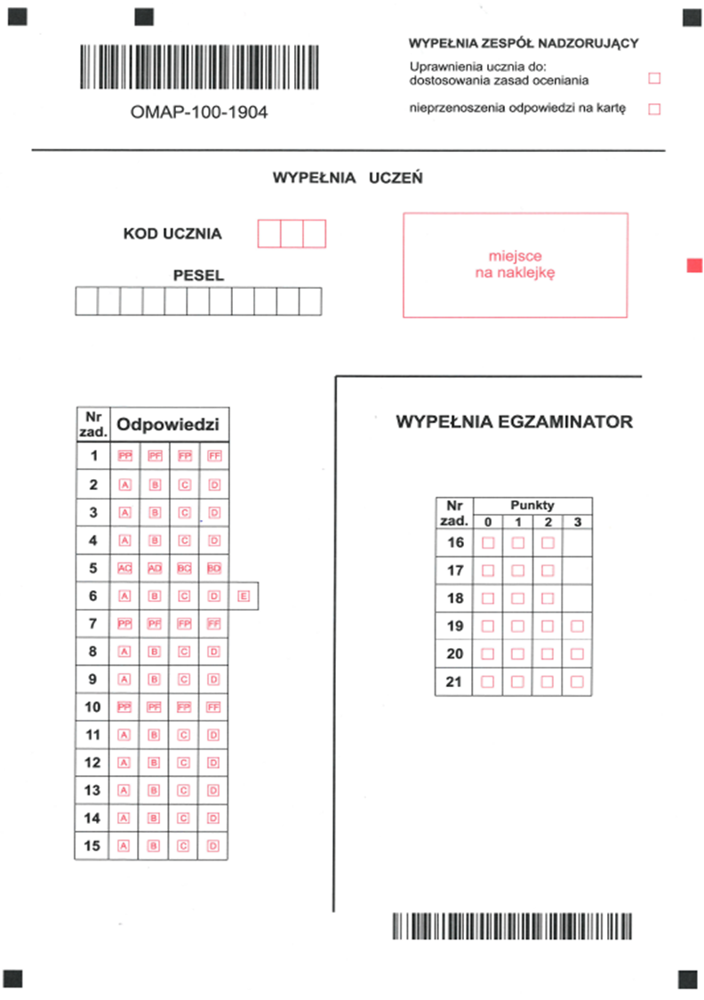 OMAP-100-1904
WYPEŁNIA ZESPÓŁ NADZORUJĄCY
Uprawnienia ucznia do:
dostosowania zasad oceniania
nieprzenoszenia odpowiedzi na kartę
WYPEŁNIA UCZEŃ
KOD UCZNIA
miejsce
na naklejkę
PESEL
Nr zad. Odpowiedzi
1 PP PF FP FF
2 A B C D
3 A B C D
4 A B C D
5 AC AD BC BD
6 A B C D E
7 PP PF FP FF
8 A B C D
9 A B C D
10 PP PF FP FF
11 A B C D
12 A B C D
13 A B C D
14 A B C D
15 A B C D
WYPEŁNIA EGZAMINATOR
Nr zad. Punkty
0 1 2 3
16
17
18
19
20
21